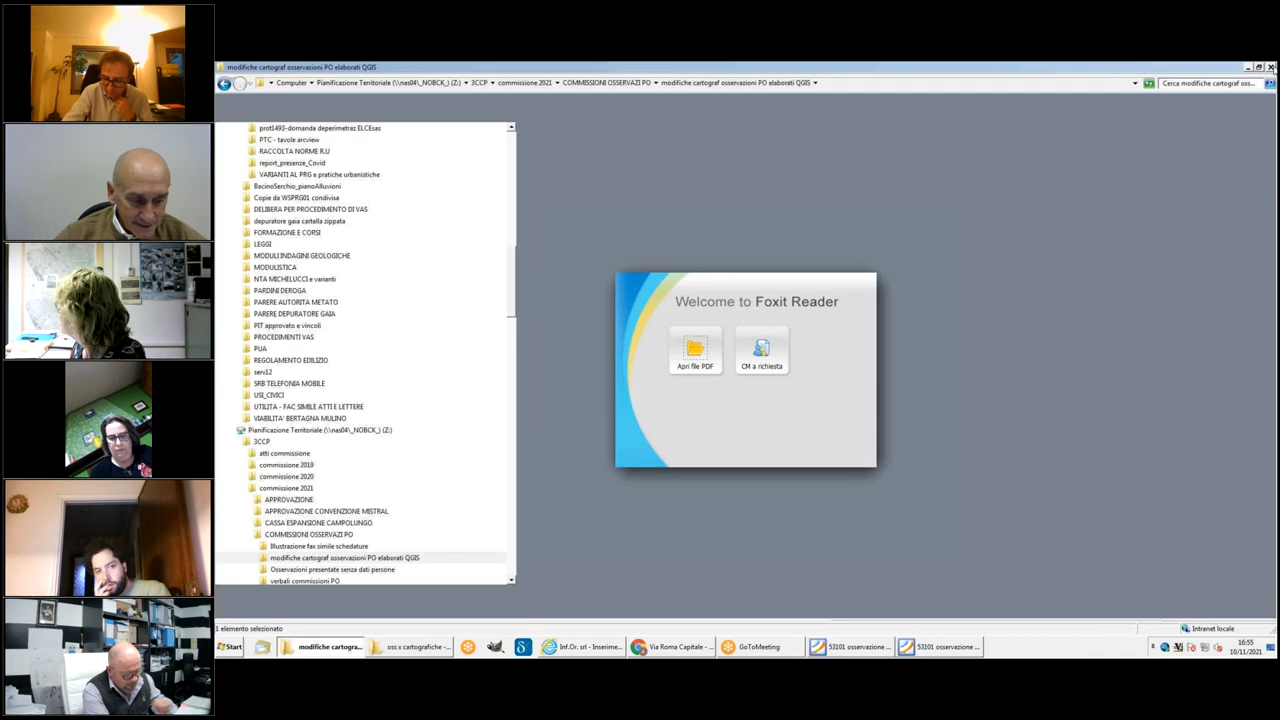 modifiche cartograf osservazioni PO elaborati QGIS
Computer
Pianificazione Territoriale (\\nas04\_NOBCK_) (Z:)
3CCP
commissione 2021
COMMISSIONI OSSERVAZI PO
modifiche cartograf osservazioni PO elaborati QGIS
Cerca modifiche cartograf oss...
prot1493-domanda deperimetraz ELCEsas
PTC - tavole arcview
RACCOLTA NORME R.U
report_presenze_Covid
VARIANTI AL PRG e pratiche urbanistiche
BacinoSerchio_pianoAlluvioni
Copie da WSPRG01 condivisa
DELIBERA PER PROCEDIMENTO DI VAS
depuratore gaia cartella zippata
FORMAZIONE E CORSI
LEGGI
MODULI INDAGINI GEOLOGICHE
MODULISTICA
NTA MICHELUCCI e varianti
PARDINI DEROGA
PARERE AUTORITA METATO
PARERE DEPURATORE GAIA
PIT approvato e vincoli
PROCEDIMENTI VAS
PUA
REGOLAMENTO EDILIZIO
serv12
SRB TELEFONIA MOBILE
USI_CIVICI
UTILITA - FAC SIMILE ATTI E LETTERE
VIABILITA' BERTAGNA MULINO
Pianificazione Territoriale (\\nas04\_NOBCK_) (Z:)
3CCP
atti commissione
commissione 2019
commissione 2020
commissione 2021
APPROVAZIONE
APPROVAZIONE CONVENZIONE MISTRAL
CASSA ESPANSIONE CAMPOLUNGO
COMMISSIONI OSSERVAZI PO
Illustrazione fax simile schedature
modifiche cartograf osservazioni PO elaborati QGIS
Osservazioni presentate senza dati persone
verbali commissioni PO
Welcome to Foxit Reader
Apri file PDF
CM a richiesta
1 elemento selezionato
Intranet locale
Start
modifiche cartogra...
oss x cartografiche -...
Inf.Or. srl - Inserime...
Via Roma Capitale - ...
GoToMeeting
53101 osservazione ...
53101 osservazione ...
16:55
10/11/2021